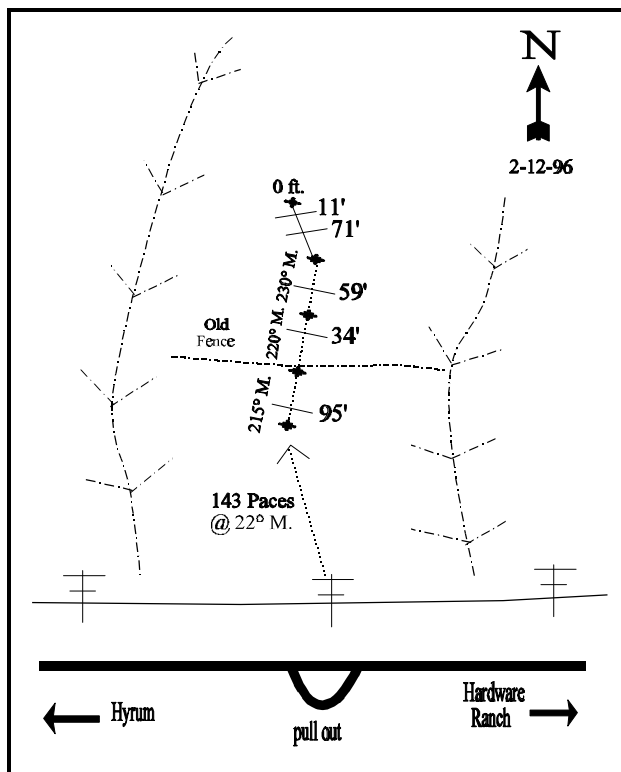 N
2-12-96
0 ft.
11'
71'
230° M.
59'
220° M.
34'
Old
Fence
215° M.
95'
143 Paces
@ 22° M.
Hyrum
pull out
Hardware
Ranch